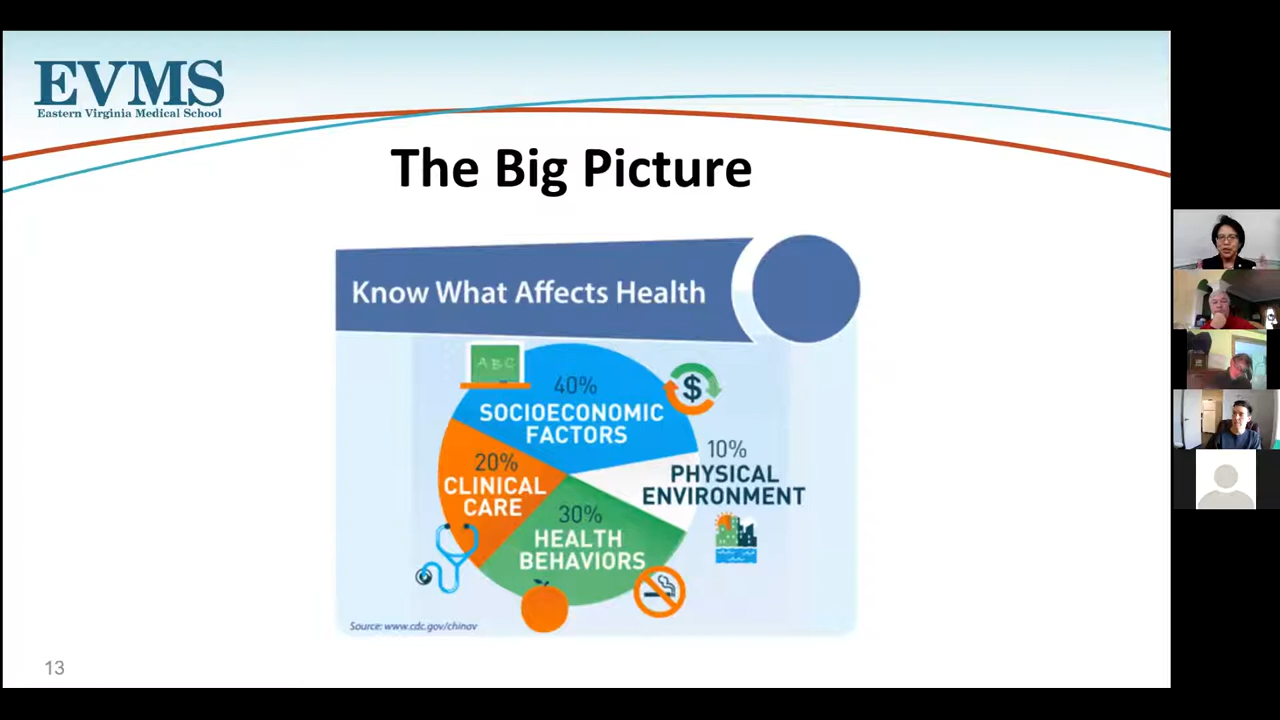 EVMS
Eastern Virginia Medical School
The Big Picture
Know What Affects Health
ABC
40%
SOCIOECONOMIC
FACTORS
$
10%
PHYSICAL
ENVIRONMENT
20%
CLINICAL
CARE
30%
HEALTH
BEHAVIORS
Source: www.cdc.gov/chinav
13